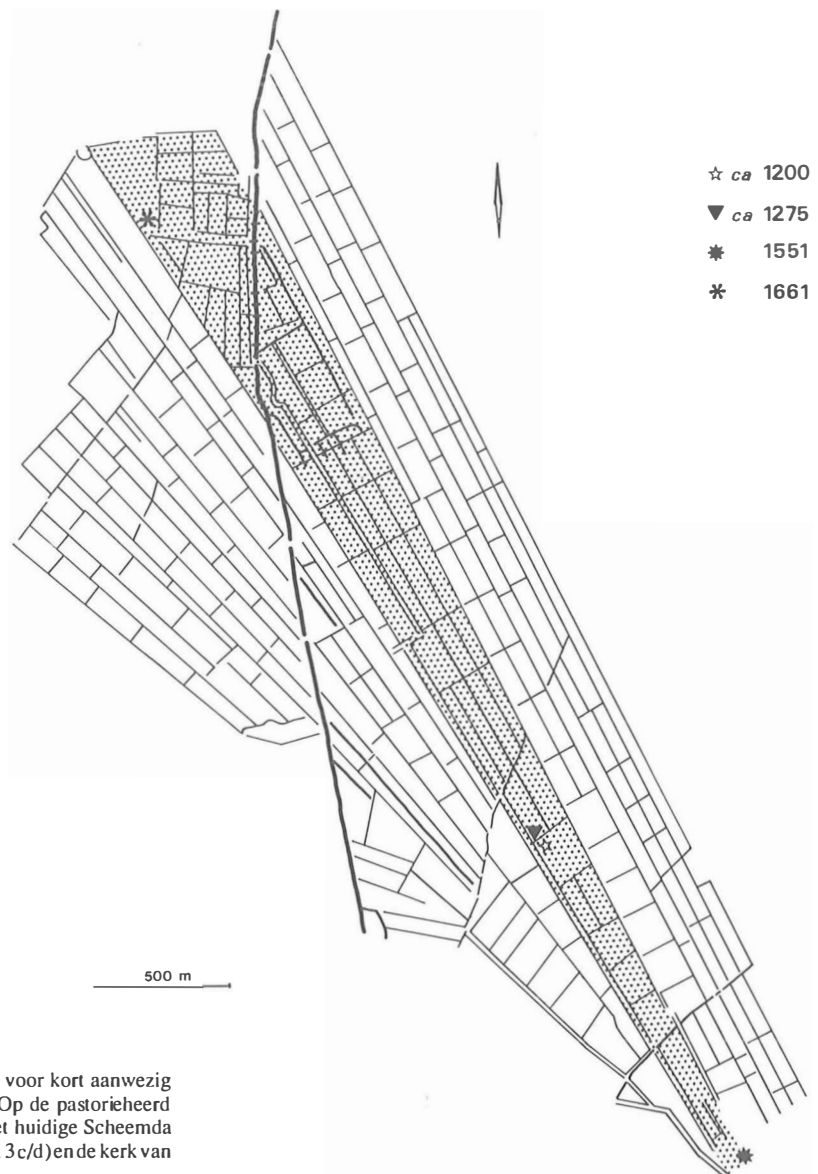 ☆ ca 1200
▼ ca 1275
✸ 1551
✱ 1661
500 m
voor kort aanwezig
Op de pastorieheerd
et huidige Scheemda
3c/d) en de kerk van